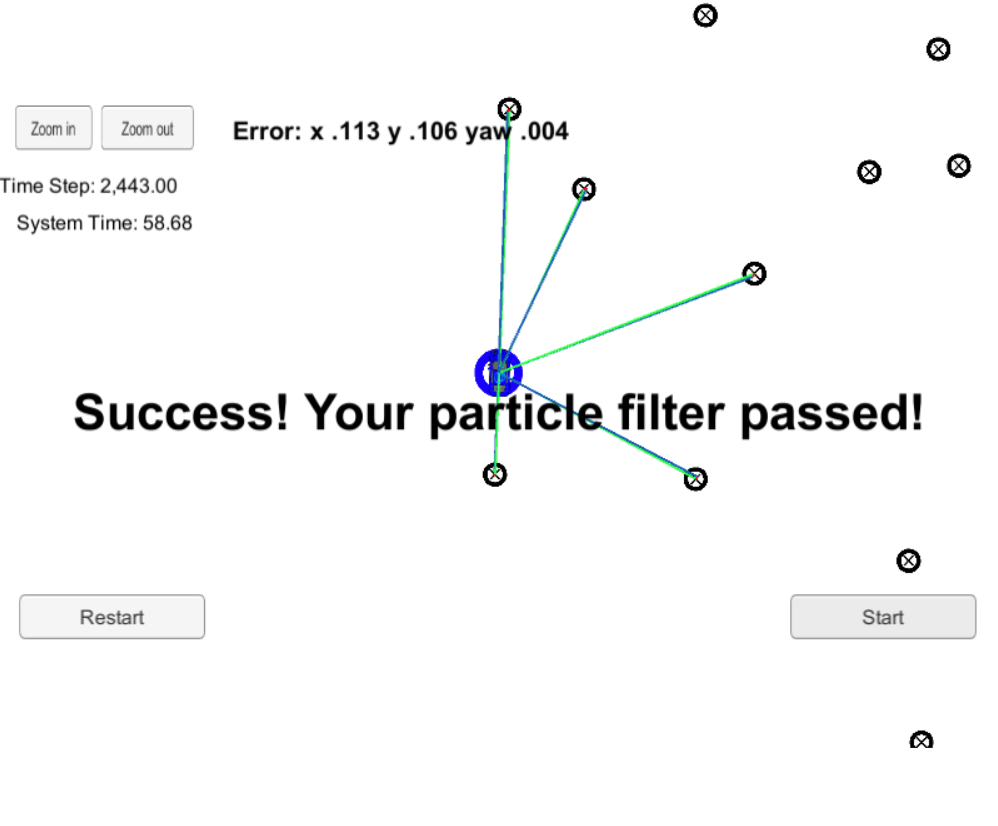 Zoom in
Zoom out
Error: x .113 y .106 yaw .004
Time Step: 2,443.00
System Time: 58.68
Success! Your particle filter passed!
Restart
Start